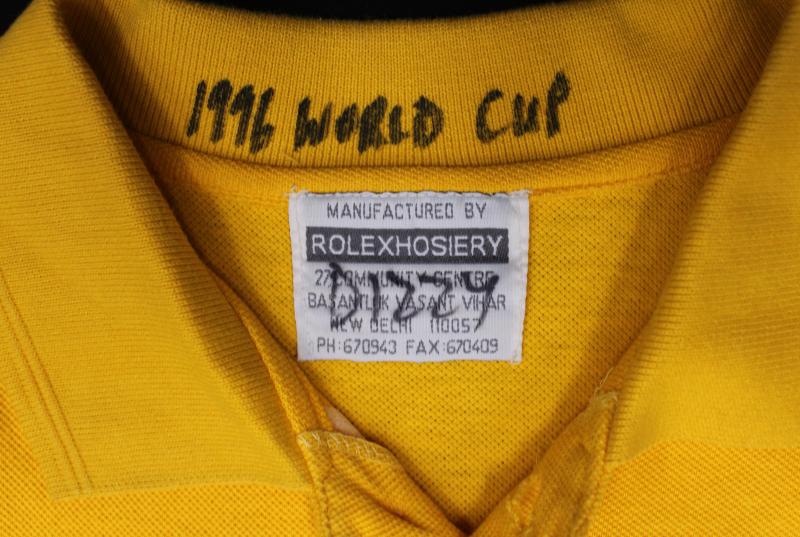 1996 WORLD CUP
MANUFACTURED BY
ROLEXHOSIERY
27 COMMUNITY CENTRE
BASANTLOK VASANT VIHAR
D1224
NEW DELHI 110057
PH:670943 FAX:670409